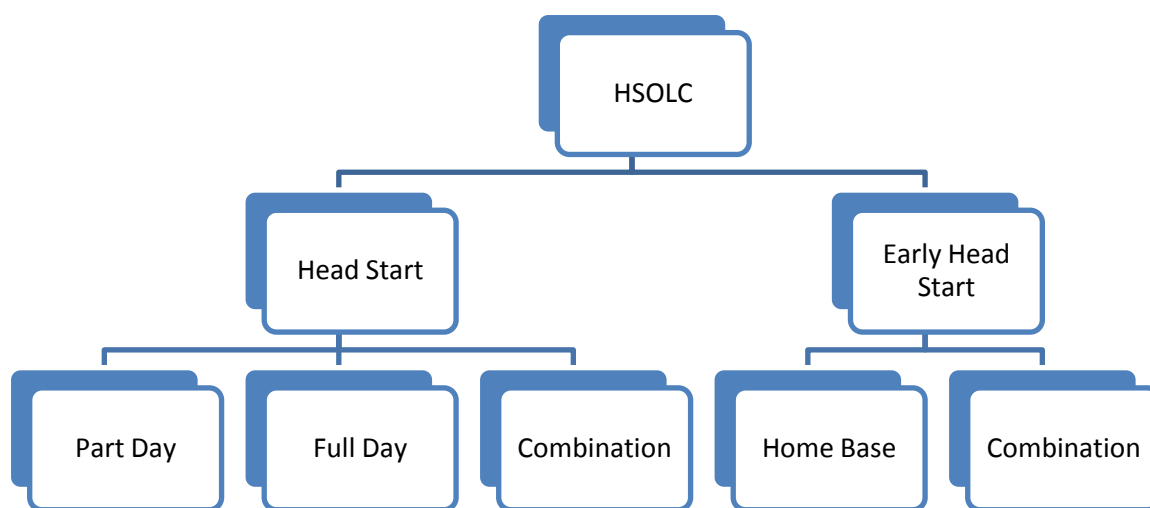 HSOLC
Head Start
Early Head
Start
Part Day
Full Day
Combination
Home Base
Combination